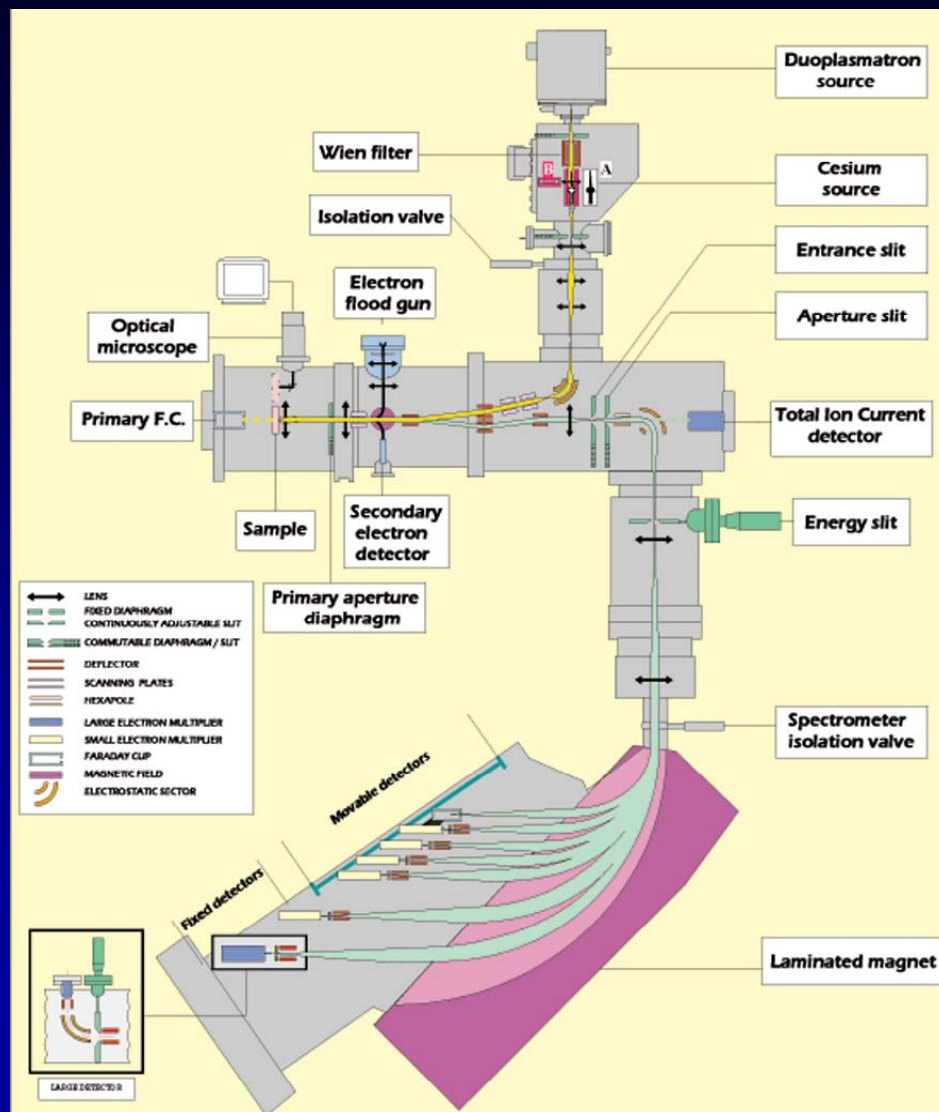 Duoplasmatron
source
Wien filter
B
A
Cesium
source
Isolation valve
Entrance slit
Electron
flood gun
Aperture slit
Optical
microscope
Primary F.C.
Total Ion Current
detector
Sample
Secondary
electron
detector
Energy slit
Primary aperture
diaphragm
LENS
FIXED DIAPHRAGM
CONTINUOUSLY ADJUSTABLE SLIT
COMMUTABLE DIAPHRAGM / SLIT
DEFLECTOR
SCANNING PLATES
HEXAPOLE
LARGE ELECTRON MULTIPLIER
SMALL ELECTRON MULTIPLIER
FARADAY CUP
MAGNETIC FIELD
ELECTROSTATIC SECTOR
Spectrometer
isolation valve
Movable detectors
Fixed detectors
Laminated magnet
LARGE DETECTOR